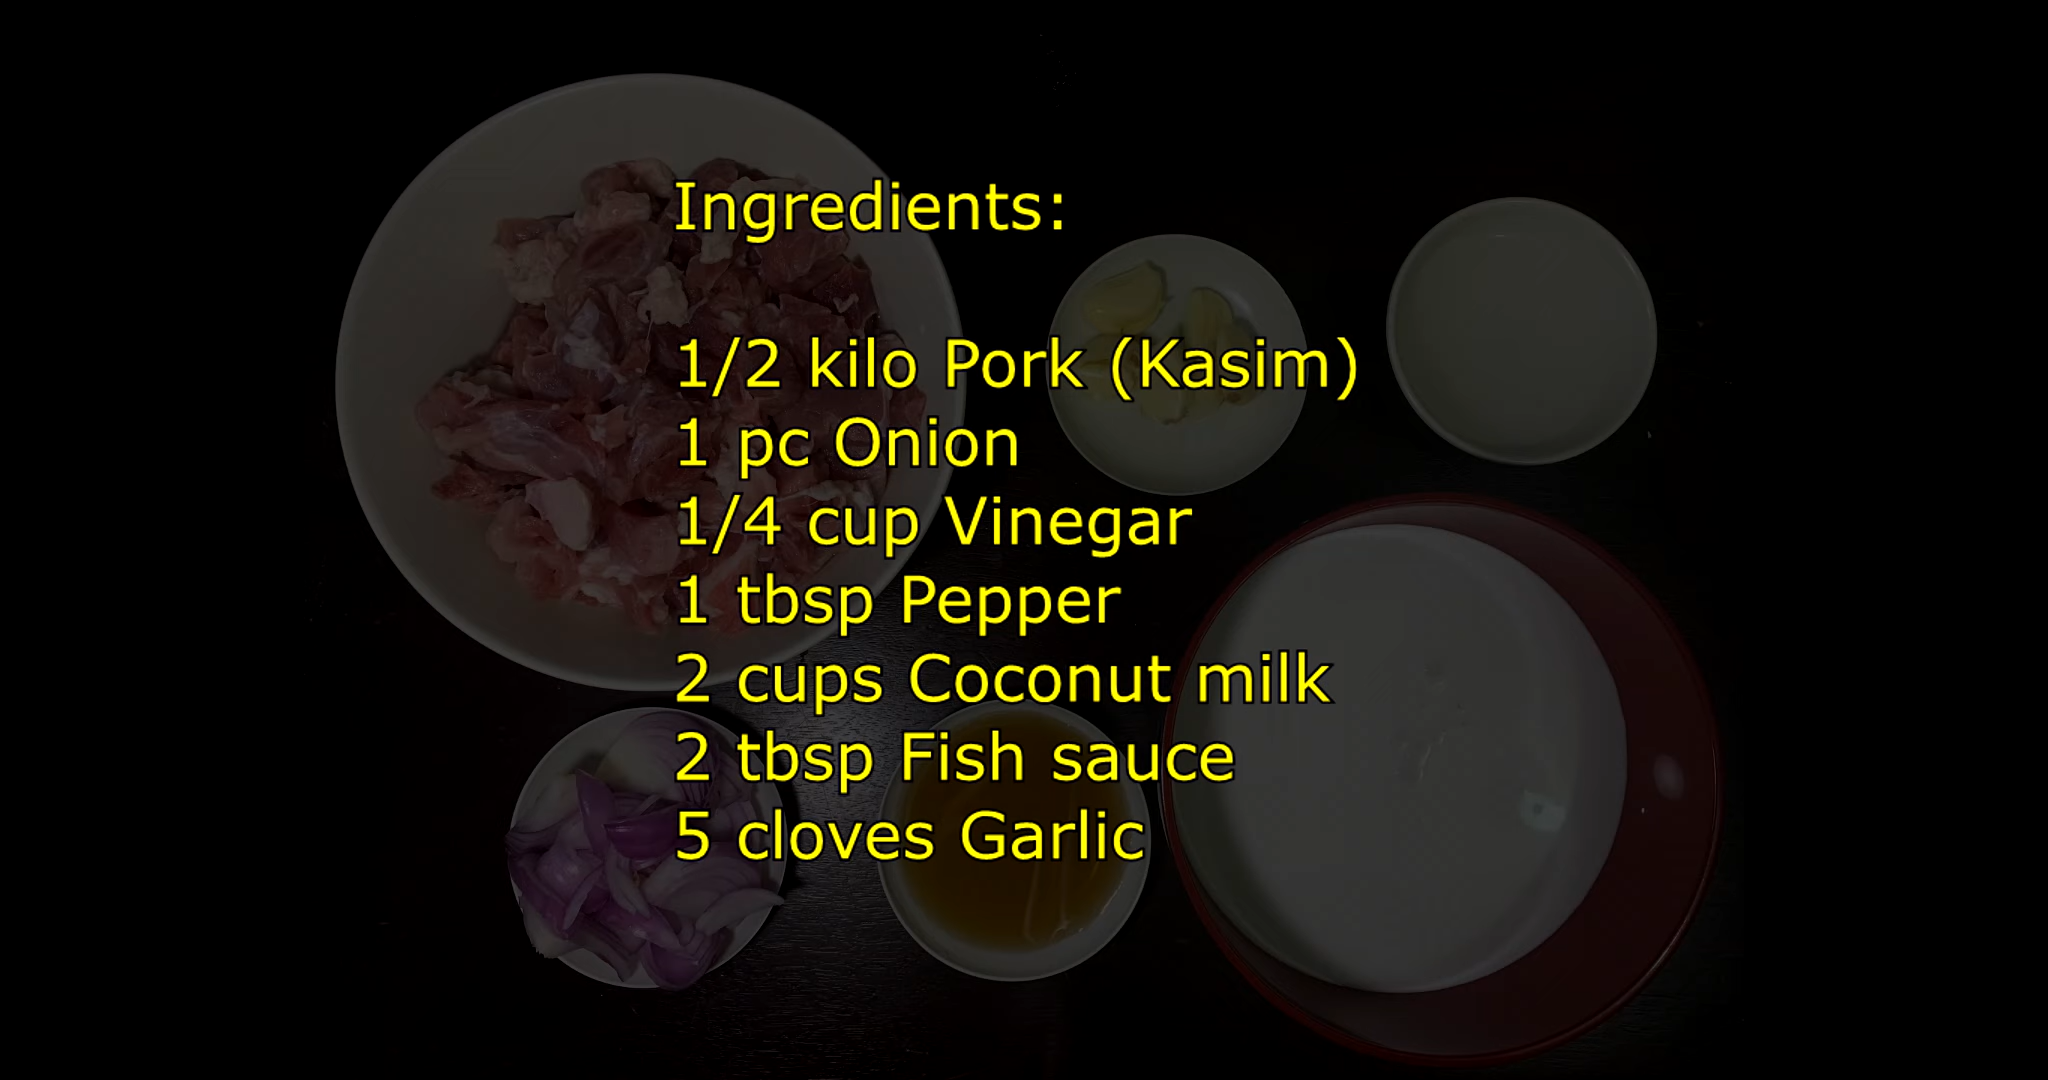 Ingredients:
1/2 kilo Pork (Kasim)
1 pc Onion
1/4 cup Vinegar
1 tbsp Pepper
2 cups Coconut milk
2 tbsp Fish sauce
5 cloves Garlic